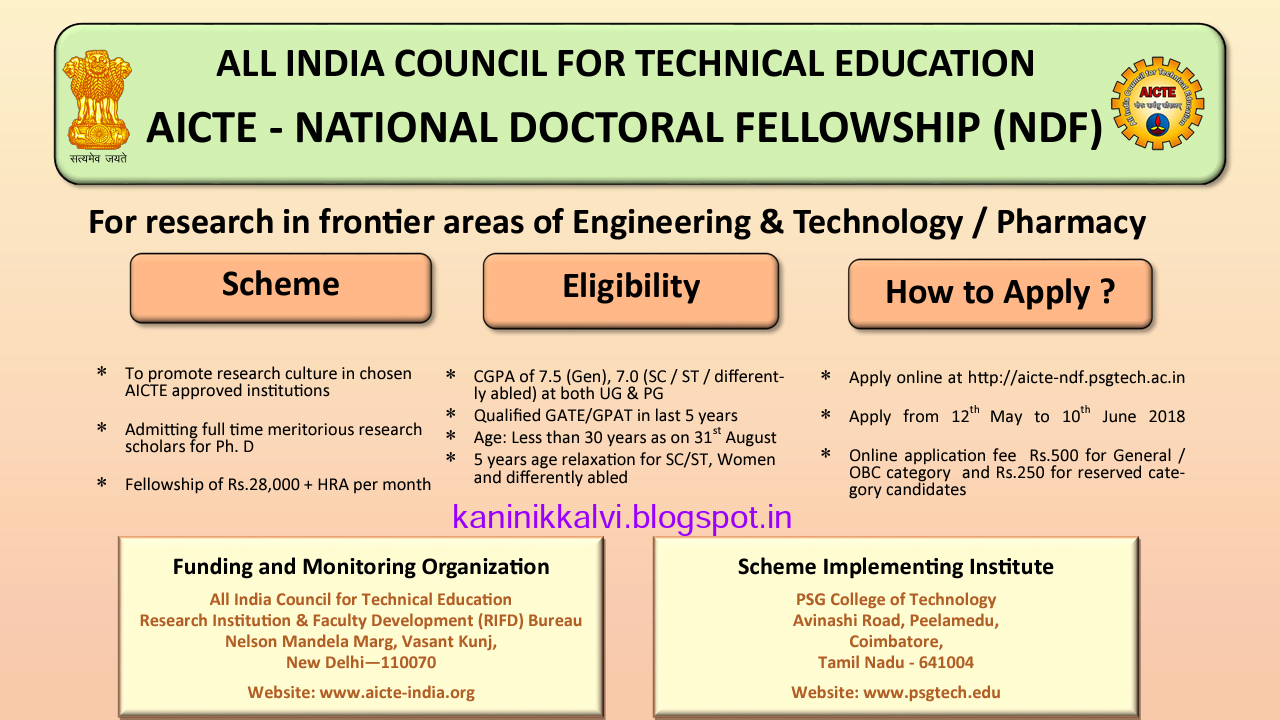 ALL INDIA COUNCIL FOR TECHNICAL EDUCATION
AICTE - NATIONAL DOCTORAL FELLOWSHIP (NDF)
सत्यमेव जयते
All India Council for Technical Education
AICTE
For research in frontier areas of Engineering & Technology / Pharmacy
Scheme
* To promote research culture in chosen
AICTE approved institutions
* Admitting full time meritorious research
scholars for Ph. D
* Fellowship of Rs.28,000 + HRA per month
Eligibility
* CGPA of 7.5 (Gen), 7.0 (SC / ST / different-
ly abled) at both UG & PG
* Qualified GATE/GPAT in last 5 years
* Age: Less than 30 years as on 31st August
* 5 years age relaxation for SC/ST, Women
and differently abled
How to Apply ?
* Apply online at http://aicte-ndf.psgtech.ac.in
* Apply from 12th May to 10th June 2018
* Online application fee Rs.500 for General /
OBC category and Rs.250 for reserved cate-
gory candidates
kaninikkalvi.blogspot.in
Funding and Monitoring Organization
All India Council for Technical Education
Research Institution & Faculty Development (RIFD) Bureau
Nelson Mandela Marg, Vasant Kunj,
New Delhi—110070
Website: www.aicte-india.org
Scheme Implementing Institute
PSG College of Technology
Avinashi Road, Peelamedu,
Coimbatore,
Tamil Nadu - 641004
Website: www.psgtech.edu